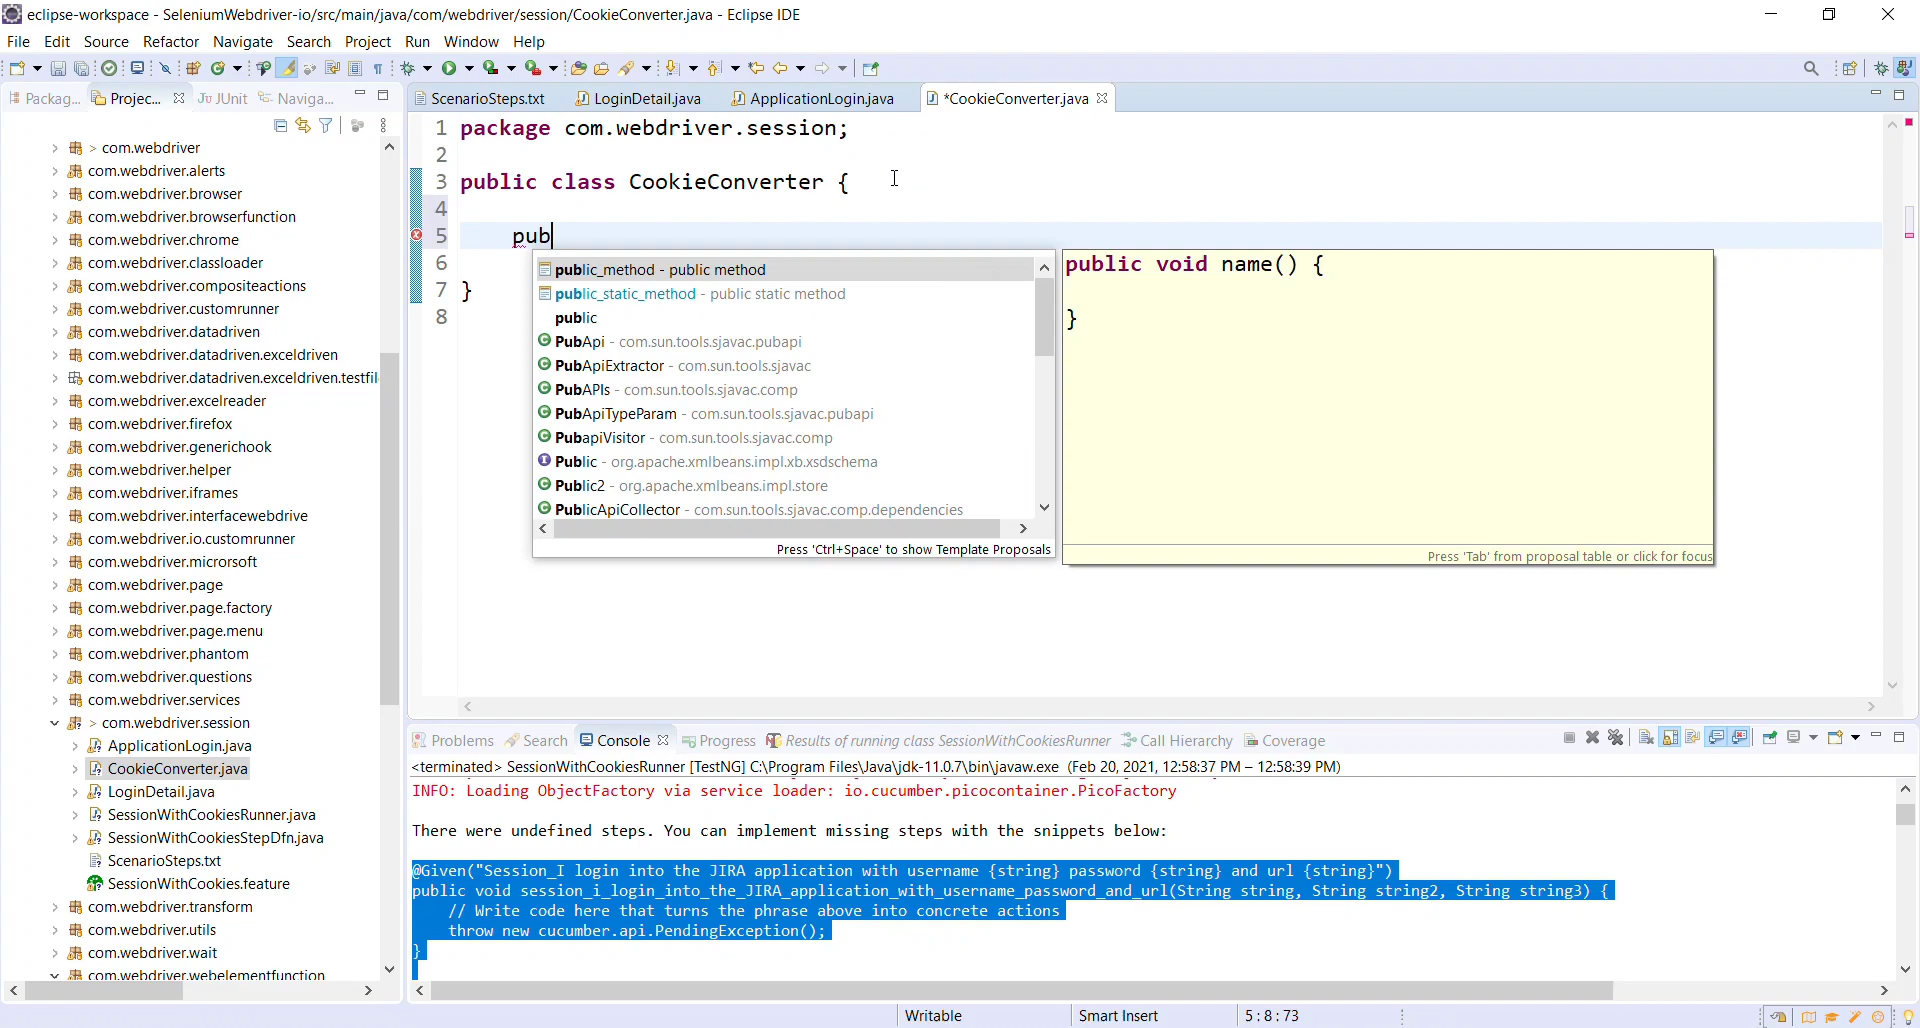 eclipse-workspace - SeleniumWebdriver-io/src/main/java/com/webdriver/session/CookieConverter.java - Eclipse IDE
File Edit Source Refactor Navigate Search Project Run Window Help
Packag... Projec... JUnit Naviga...
ScenarioSteps.txt LoginDetail.java ApplicationLogin.java *CookieConverter.java
> com.webdriver
com.webdriver.alerts
com.webdriver.browser
com.webdriver.browserfunction
com.webdriver.chrome
com.webdriver.classloader
com.webdriver.compositeactions
com.webdriver.customrunner
com.webdriver.datadriven
com.webdriver.datadriven.exceldriven
com.webdriver.datadriven.exceldriven.testfil
com.webdriver.excelreader
com.webdriver.firefox
com.webdriver.generichook
com.webdriver.helper
com.webdriver.iframes
com.webdriver.interfacewebdrive
com.webdriver.io.customrunner
com.webdriver.microrsoft
com.webdriver.page
com.webdriver.page.factory
com.webdriver.page.menu
com.webdriver.phantom
com.webdriver.questions
com.webdriver.services
> com.webdriver.session
ApplicationLogin.java
CookieConverter.java
LoginDetail.java
SessionWithCookiesRunner.java
SessionWithCookiesStepDfn.java
ScenarioSteps.txt
SessionWithCookies.feature
com.webdriver.transform
com.webdriver.utils
com.webdriver.wait
com.webdriver.webelementfunction
1 package com.webdriver.session;
2
3 public class CookieConverter {
4
5 pub
6
7 }
8
public_method - public method
public_static_method - public static method
public
PubApi - com.sun.tools.sjavac.pubapi
PubApiExtractor - com.sun.tools.sjavac
PubAPIs - com.sun.tools.sjavac.comp
PubApiTypeParam - com.sun.tools.sjavac.pubapi
PubapiVisitor - com.sun.tools.sjavac.comp
Public - org.apache.xmlbeans.impl.xb.xsdschema
Public2 - org.apache.xmlbeans.impl.store
PublicApiCollector - com.sun.tools.sjavac.comp.dependencies
Press 'Ctrl+Space' to show Template Proposals
public void name() {
}
Press 'Tab' from proposal table or click for focus
Problems Search Console Progress Results of running class SessionWithCookiesRunner Call Hierarchy Coverage
<terminated> SessionWithCookiesRunner [TestNG] C:\Program Files\Java\jdk-11.0.7\bin\javaw.exe (Feb 20, 2021, 12:58:37 PM – 12:58:39 PM)
INFO: Loading ObjectFactory via service loader: io.cucumber.picocontainer.PicoFactory
There were undefined steps. You can implement missing steps with the snippets below:
@Given("Session_I login into the JIRA application with username {string} password {string} and url {string}")
public void session_i_login_into_the_JIRA_application_with_username_password_and_url(String string, String string2, String string3) {
// Write code here that turns the phrase above into concrete actions
throw new cucumber.api.PendingException();
}
Writable Smart Insert 5 : 8 : 73